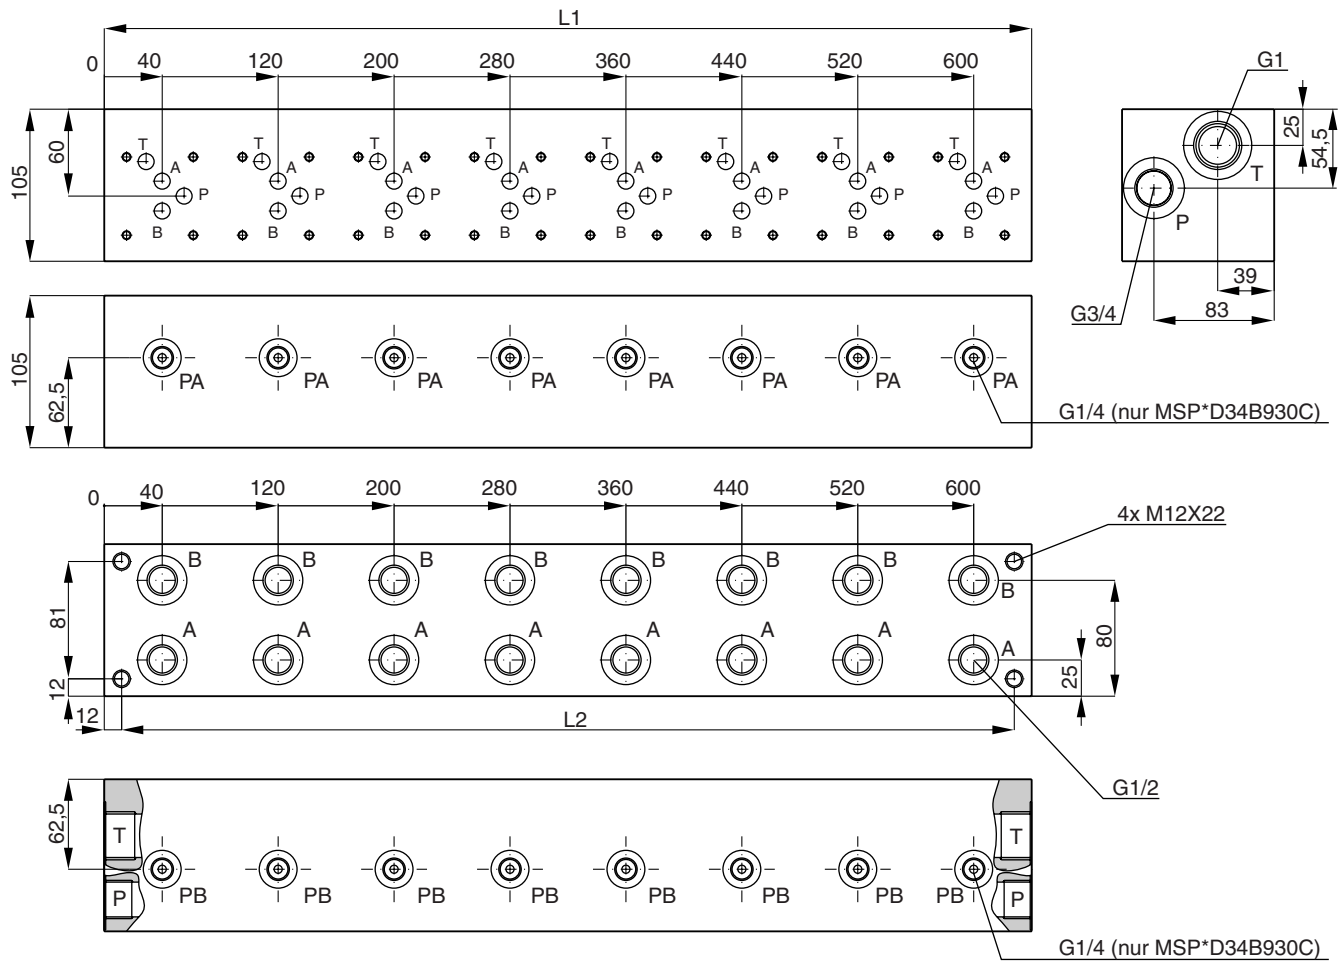 L1
0 40 120 200 280 360 440 520 600
G1
105
60
T A P B
T A P B
T A P B
T A P B
T A P B
T A P B
T A P B
T A P B
25
54,5
T
P
39
83
G3/4
105
62,5
PA PA PA PA PA PA PA PA
G1/4 (nur MSP*D34B930C)
0 40 120 200 280 360 440 520 600
4x M12X22
B B B B B B B B
A A A A A A A A
81
12
80
25
12
L2
G1/2
62,5
T T
P P
PB PB PB PB PB PB PB PB
G1/4 (nur MSP*D34B930C)